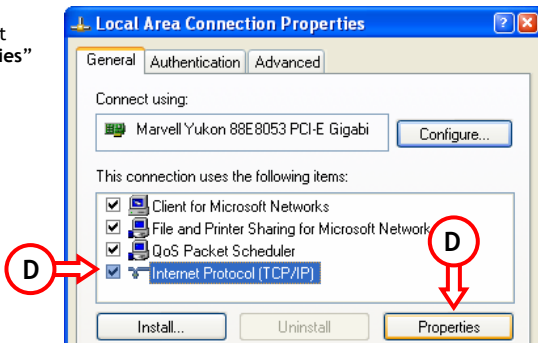 t
ies”
Local Area Connection Properties
General Authentication Advanced
Connect using:
Marvell Yukon 88E8053 PCI-E Gigabi Configure...
This connection uses the following items:
Client for Microsoft Networks
File and Printer Sharing for Microsoft Network
D
QoS Packet Scheduler
D
Internet Protocol (TCP/IP)
Install... Uninstall Properties